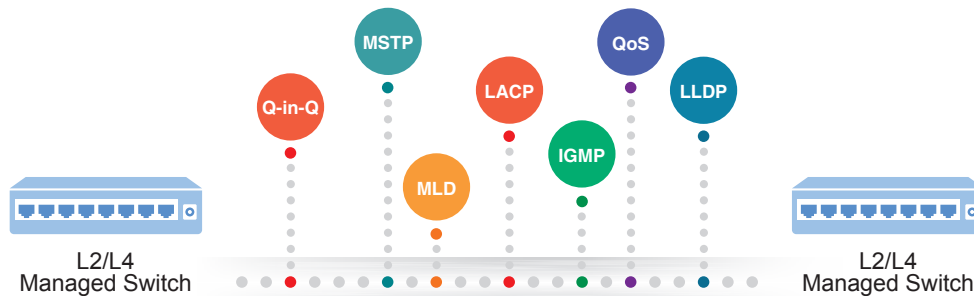 MSTP
QoS
Q-in-Q
LACP
LLDP
IGMP
MLD
L2/L4
Managed Switch
L2/L4
Managed Switch